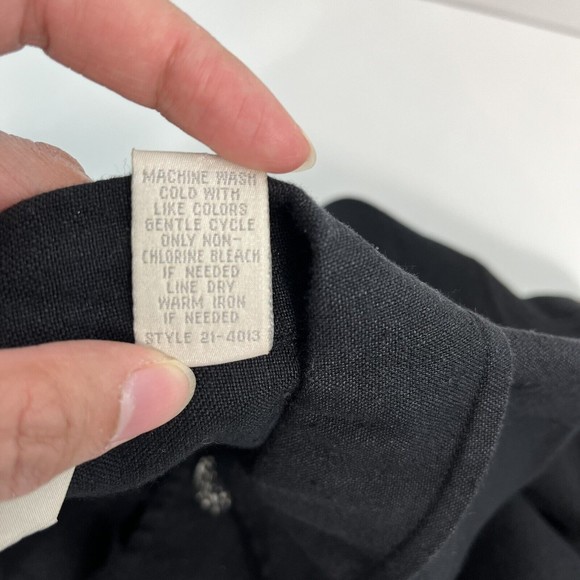 MACHINE WASH
COLD WITH
LIKE COLORS
GENTLE CYCLE
ONLY NON-
CHLORINE BLEACH
IF NEEDED
LINE DRY
WARM IRON
IF NEEDED
STYLE 21-4013